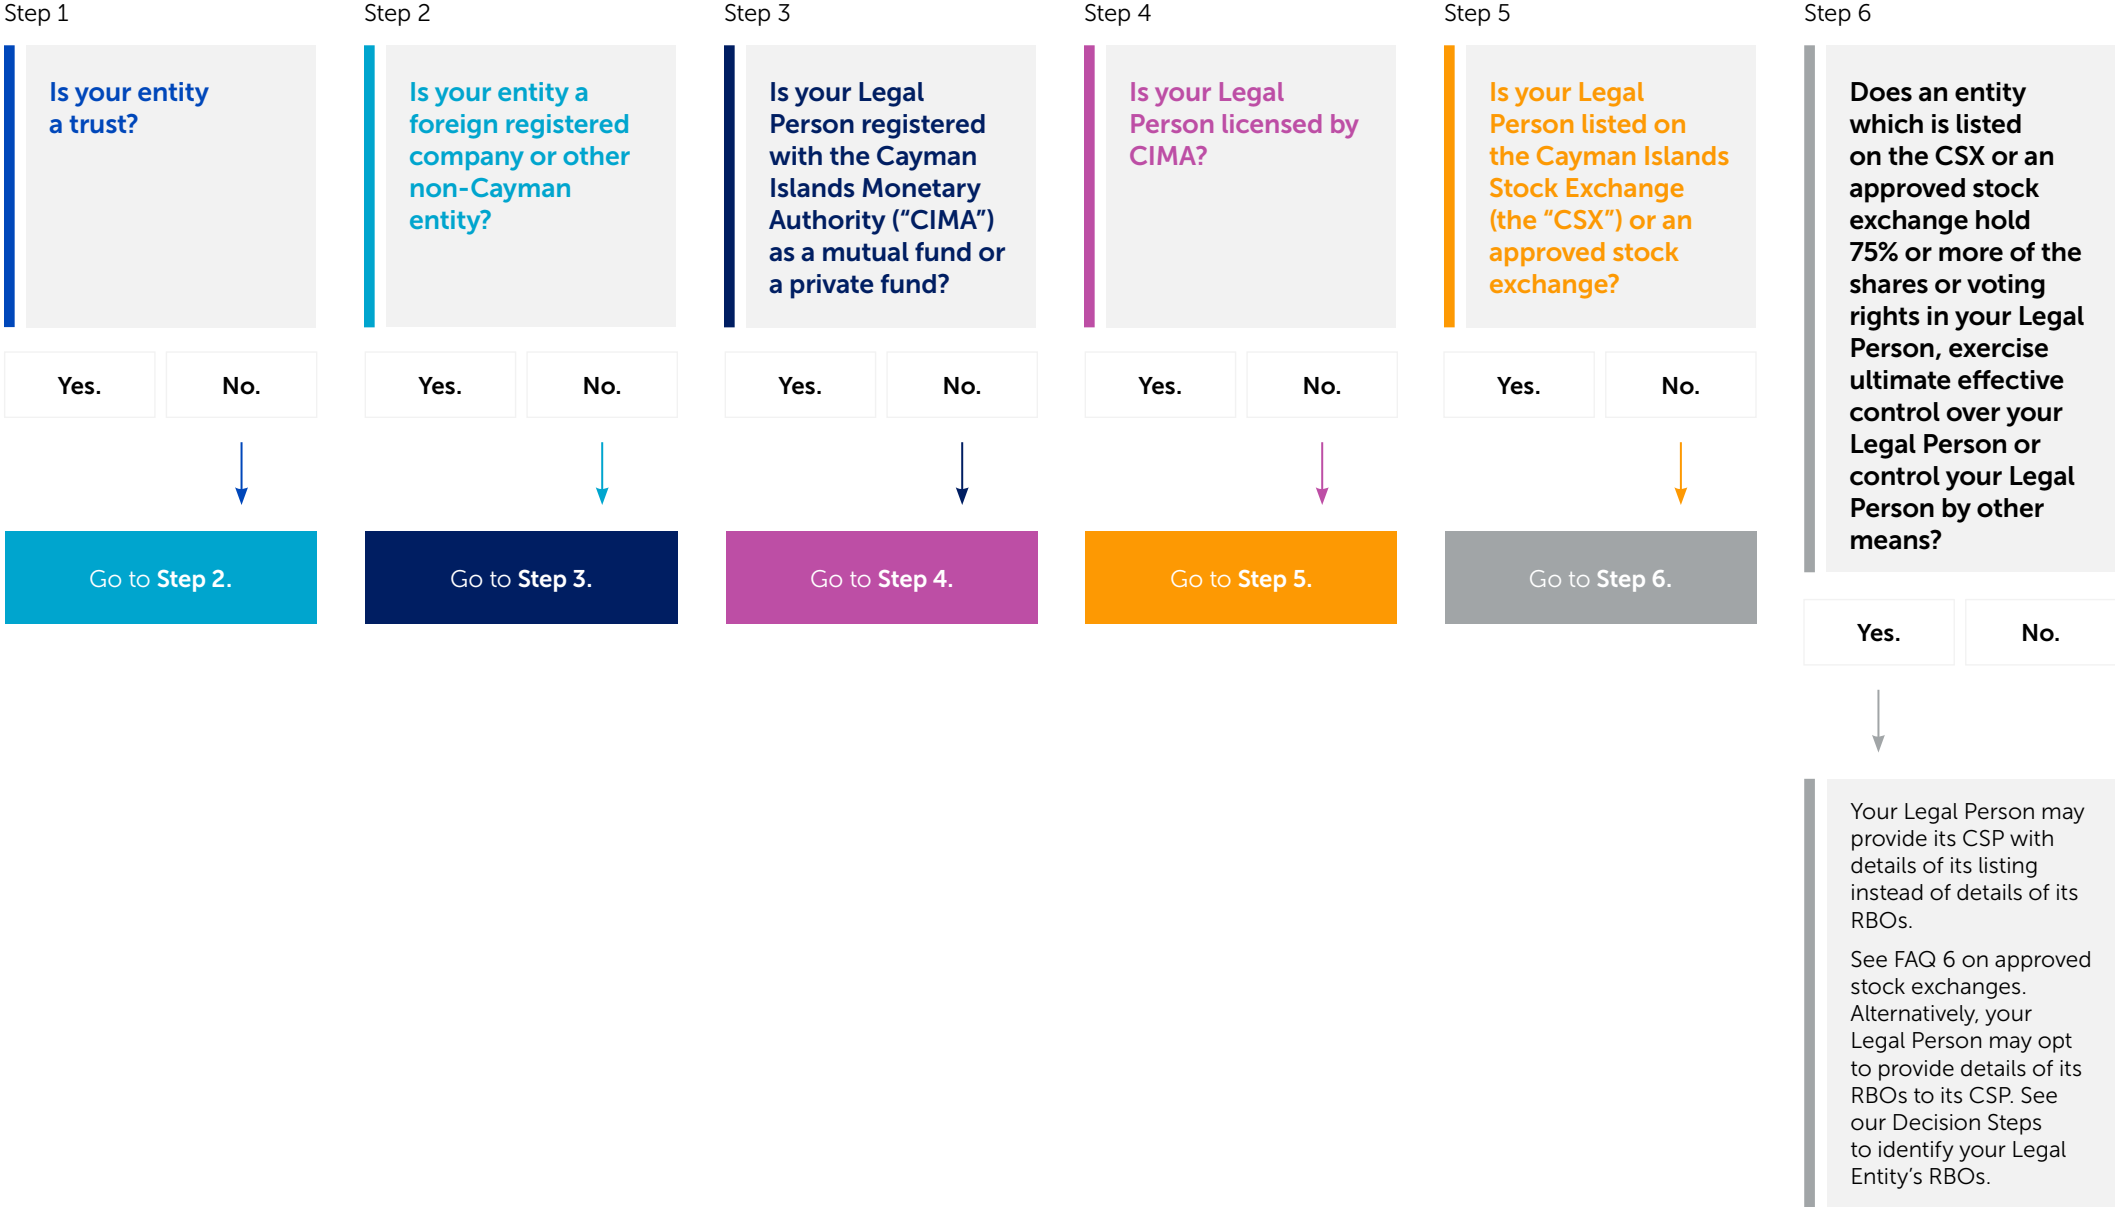 Step 1
Is your entity
a trust?
Yes.
No.
Go to Step 2.
Step 2
Is your entity a
foreign registered
company or other
non-Cayman
entity?
Yes.
No.
Go to Step 3.
Step 3
Is your Legal
Person registered
with the Cayman
Islands Monetary
Authority (“CIMA”)
as a mutual fund or
a private fund?
Yes.
No.
Go to Step 4.
Step 4
Is your Legal
Person licensed by
CIMA?
Yes.
No.
Go to Step 5.
Step 5
Is your Legal
Person listed on
the Cayman Islands
Stock Exchange
(the “CSX”) or an
approved stock
exchange?
Yes.
No.
Go to Step 6.
Step 6
Does an entity
which is listed
on the CSX or an
approved stock
exchange hold
75% or more of the
shares or voting
rights in your Legal
Person, exercise
ultimate effective
control over your
Legal Person or
control your Legal
Person by other
means?
Yes.
No.
Your Legal Person may
provide its CSP with
details of its listing
instead of details of its
RBOs.
See FAQ 6 on approved
stock exchanges.
Alternatively, your
Legal Person may opt
to provide details of its
RBOs to its CSP. See
our Decision Steps
to identify your Legal
Entity’s RBOs.